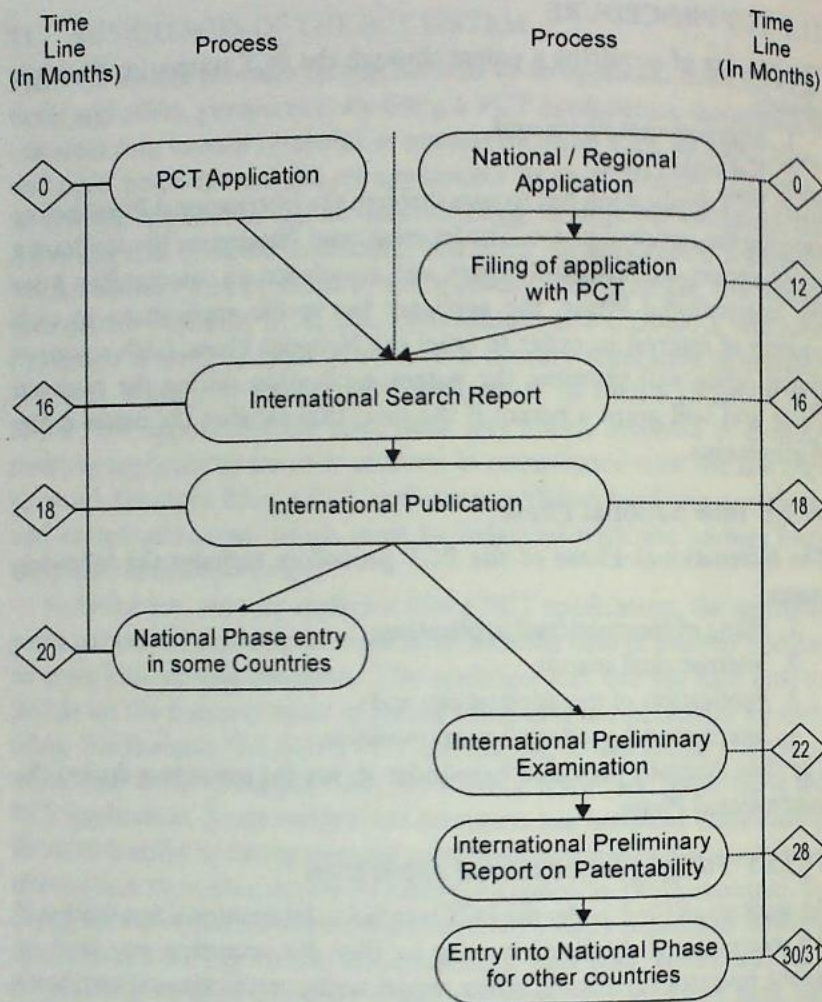 Time
Line
(In Months)
Process
Process
Time
Line
(In Months)
0
PCT Application
National / Regional
Application
0
Filing of application
with PCT
12
16
International Search Report
16
18
International Publication
18
20
National Phase entry
in some Countries
International Preliminary
Examination
22
International Preliminary
Report on Patentability
28
Entry into National Phase
for other countries
30/31